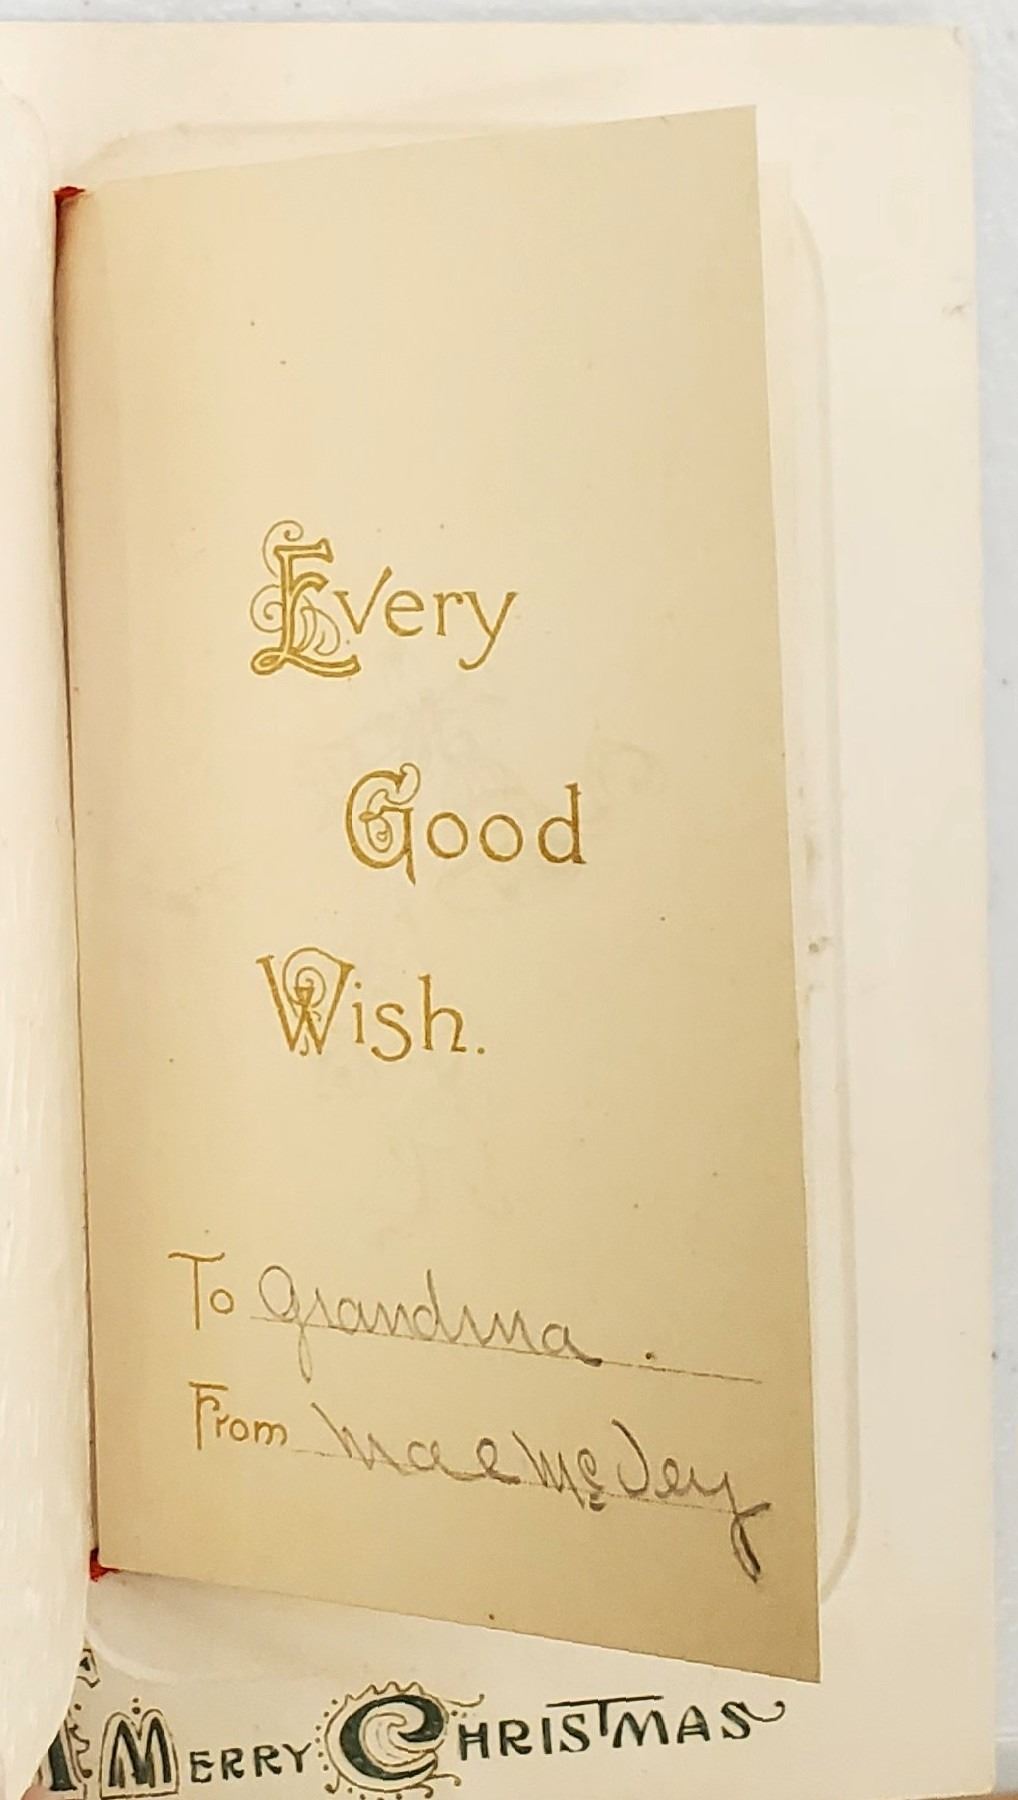 Every
Good
Wish.
To Grandma.
From Mae McVey
A Merry Christmas